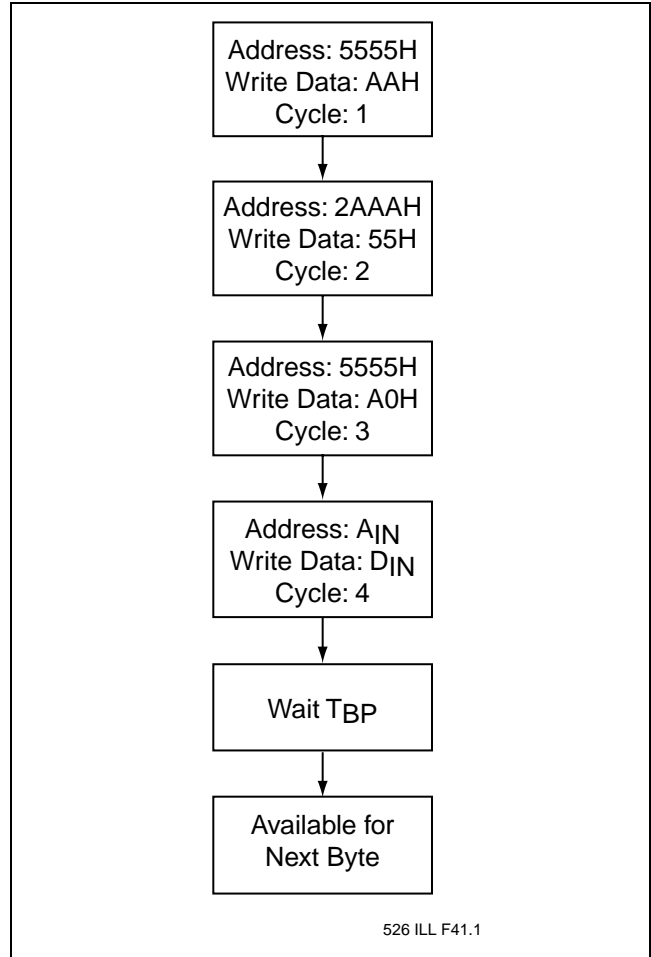 Address: 5555H
Write Data: AAH
Cycle: 1
Address: 2AAAH
Write Data: 55H
Cycle: 2
Address: 5555H
Write Data: A0H
Cycle: 3
Address: AIN
Write Data: DIN
Cycle: 4
Wait TBP
Available for
Next Byte
526 ILL F41.1